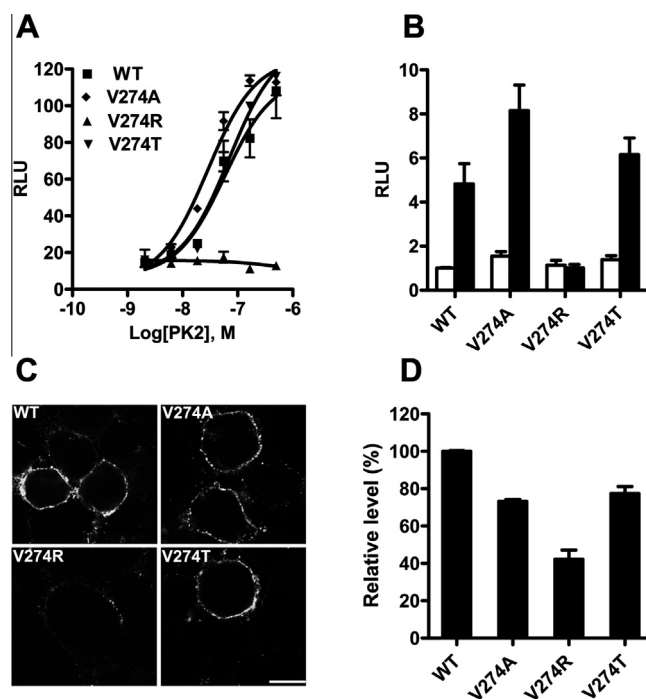 A
120
100
80
60
40
20
0
RLU
WT
V274A
V274R
V274T
-10 -9 -8 -7 -6
Log[PK2], M
B
10
8
6
4
2
0
RLU
WT V274A V274R V274T
C
WT V274A
V274R V274T
D
120
100
80
60
40
20
0
Relative level (%)
WT V274A V274R V274T